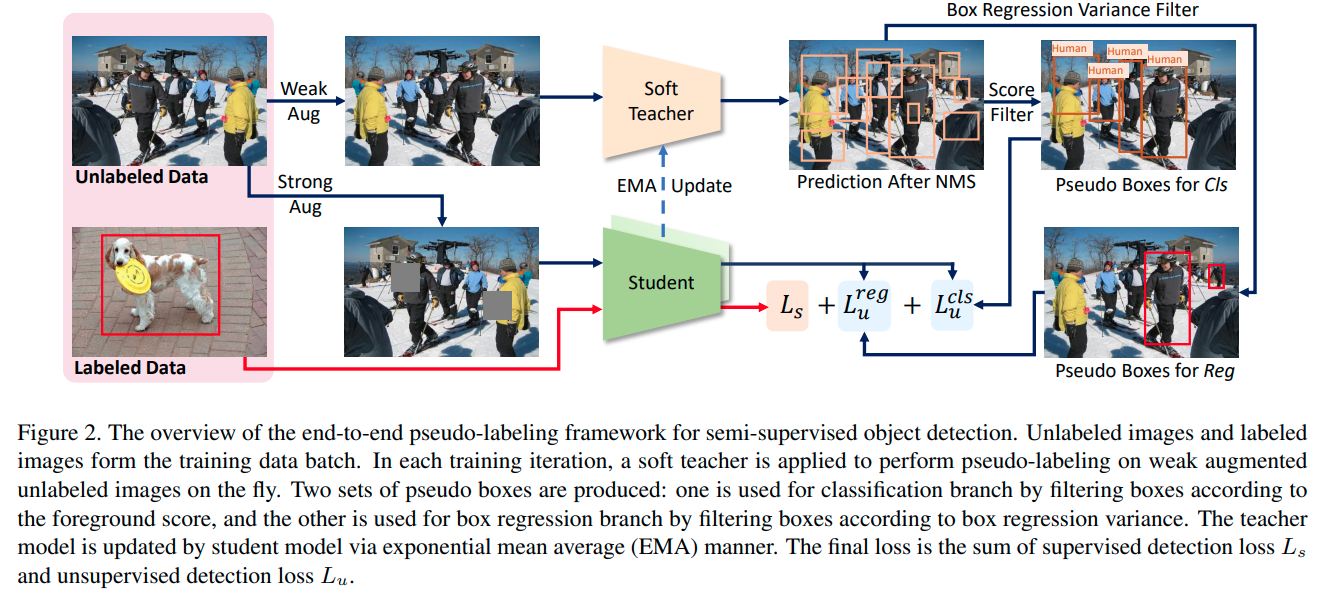 Box Regression Variance Filter
Weak
Aug
Soft
Teacher
Score
Filter
Human
Human
Human
Human
Unlabeled Data
Prediction After NMS
Pseudo Boxes for Cls
Strong
Aug
EMA Update
Student
L_s + L_u^{reg} + L_u^{cls}
Labeled Data
Pseudo Boxes for Reg
Figure 2. The overview of the end-to-end pseudo-labeling framework for semi-supervised object detection. Unlabeled images and labeled
images form the training data batch. In each training iteration, a soft teacher is applied to perform pseudo-labeling on weak augmented
unlabeled images on the fly. Two sets of pseudo boxes are produced: one is used for classification branch by filtering boxes according to
the foreground score, and the other is used for box regression branch by filtering boxes according to box regression variance. The teacher
model is updated by student model via exponential mean average (EMA) manner. The final loss is the sum of supervised detection loss L_s
and unsupervised detection loss L_u.